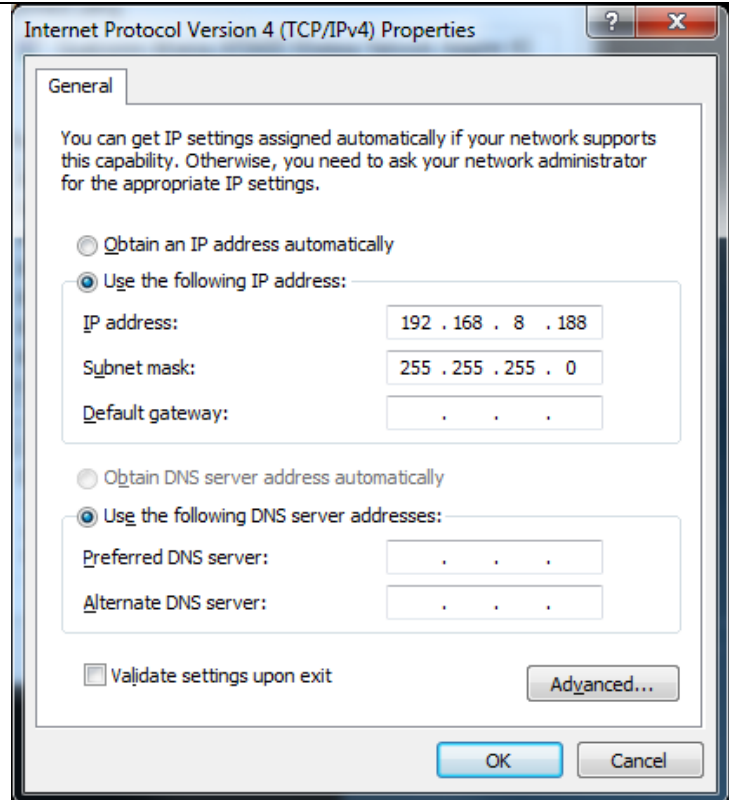 Internet Protocol Version 4 (TCP/IPv4) Properties
?
X
General
You can get IP settings assigned automatically if your network supports
this capability. Otherwise, you need to ask your network administrator
for the appropriate IP settings.
Obtain an IP address automatically
Use the following IP address:
IP address: 192 . 168 . 8 . 188
Subnet mask: 255 . 255 . 255 . 0
Default gateway: . . .
Obtain DNS server address automatically
Use the following DNS server addresses:
Preferred DNS server: . . .
Alternate DNS server: . . .
Validate settings upon exit
Advanced...
OK Cancel